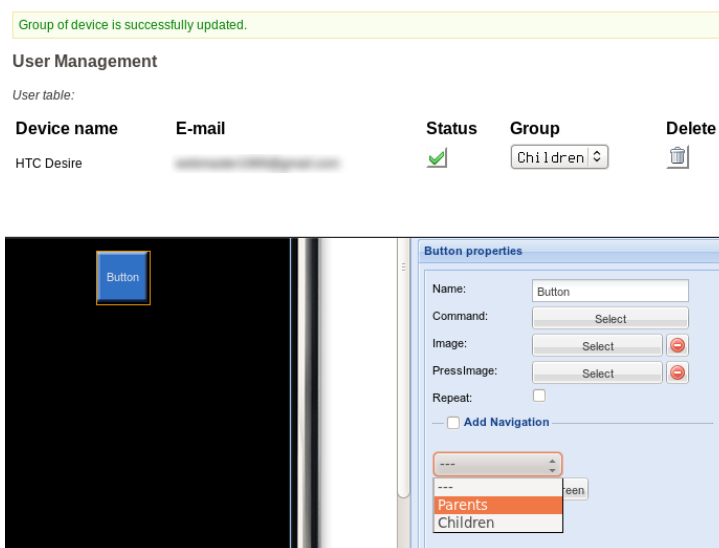 Group of device is successfully updated.
User Management
User table:
Device name E-mail Status Group Delete
HTC Desire Children
Button
Button properties
Name: Button
Command: Select
Image: Select
PressImage: Select
Repeat:
Add Navigation
---
---
Parents
Children